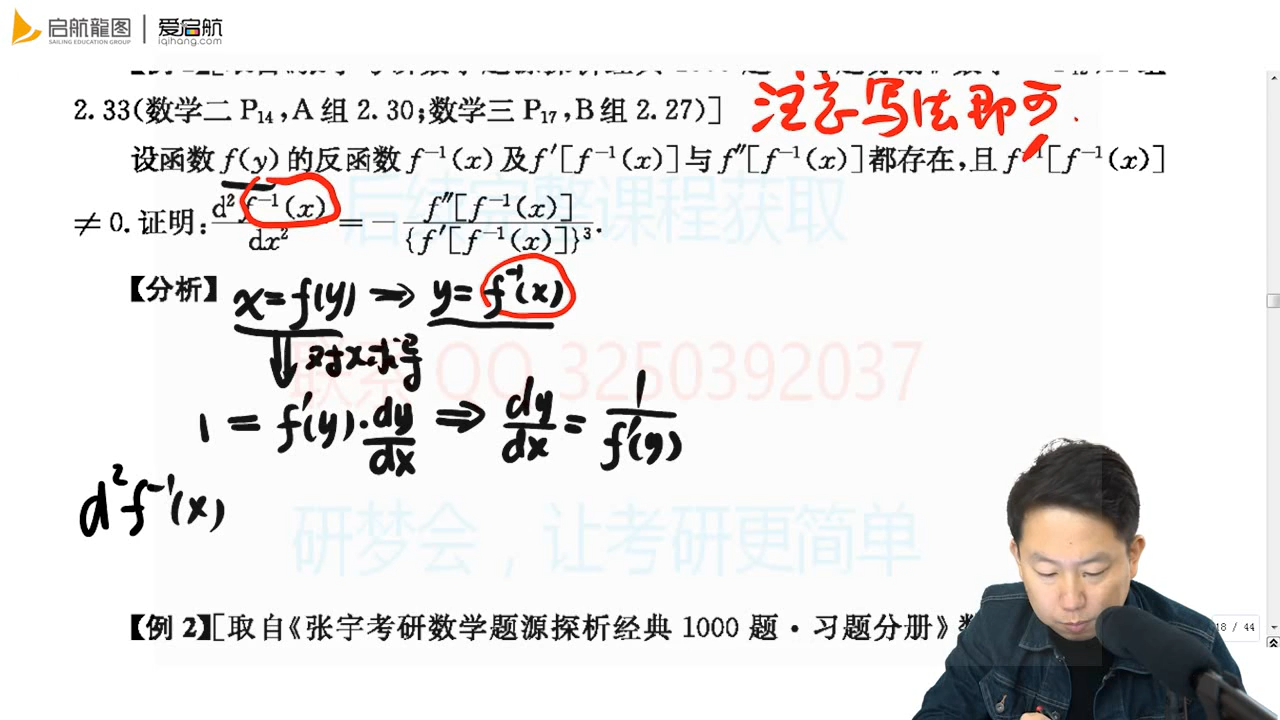 启航龍图 爱启航
SAILING EDUCATION GROUP iqihang.com
2.33(数学二 P₁₄,A 组 2.30;数学三 P₁₇,B 组 2.27)] 注意写法即可.
设函数 f(y) 的反函数 f⁻¹(x) 及 f′[f⁻¹(x)] 与 f″[f⁻¹(x)] 都存在,且 f⁻¹[f⁻¹(x)]
≠ 0. 证明: d² f⁻¹(x) / dx² = − f″[f⁻¹(x)] / {f′[f⁻¹(x)]}³.
后续完整课程获取
【分析】 x=f(y) → y=f⁻¹(x)
⇓ 对x求导
联系QQ 3250392037
1 = f′(y)·dy/dx ⇒ dy/dx = 1/f′(y)
d²f⁻¹(x)
研梦会，让考研更简单
【例 2】[取自《张宇考研数学题源探析经典 1000 题·习题分册》
18 / 44